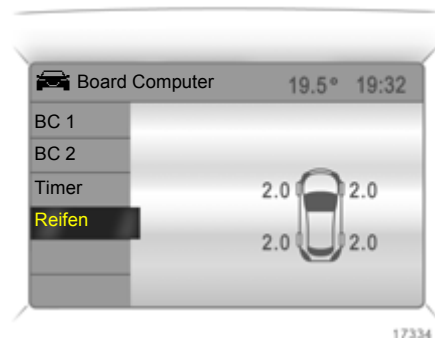 Board Computer 19.5° 19:32
BC 1
BC 2
Timer
2.0 2.0
Reifen
2.0 2.0
17334